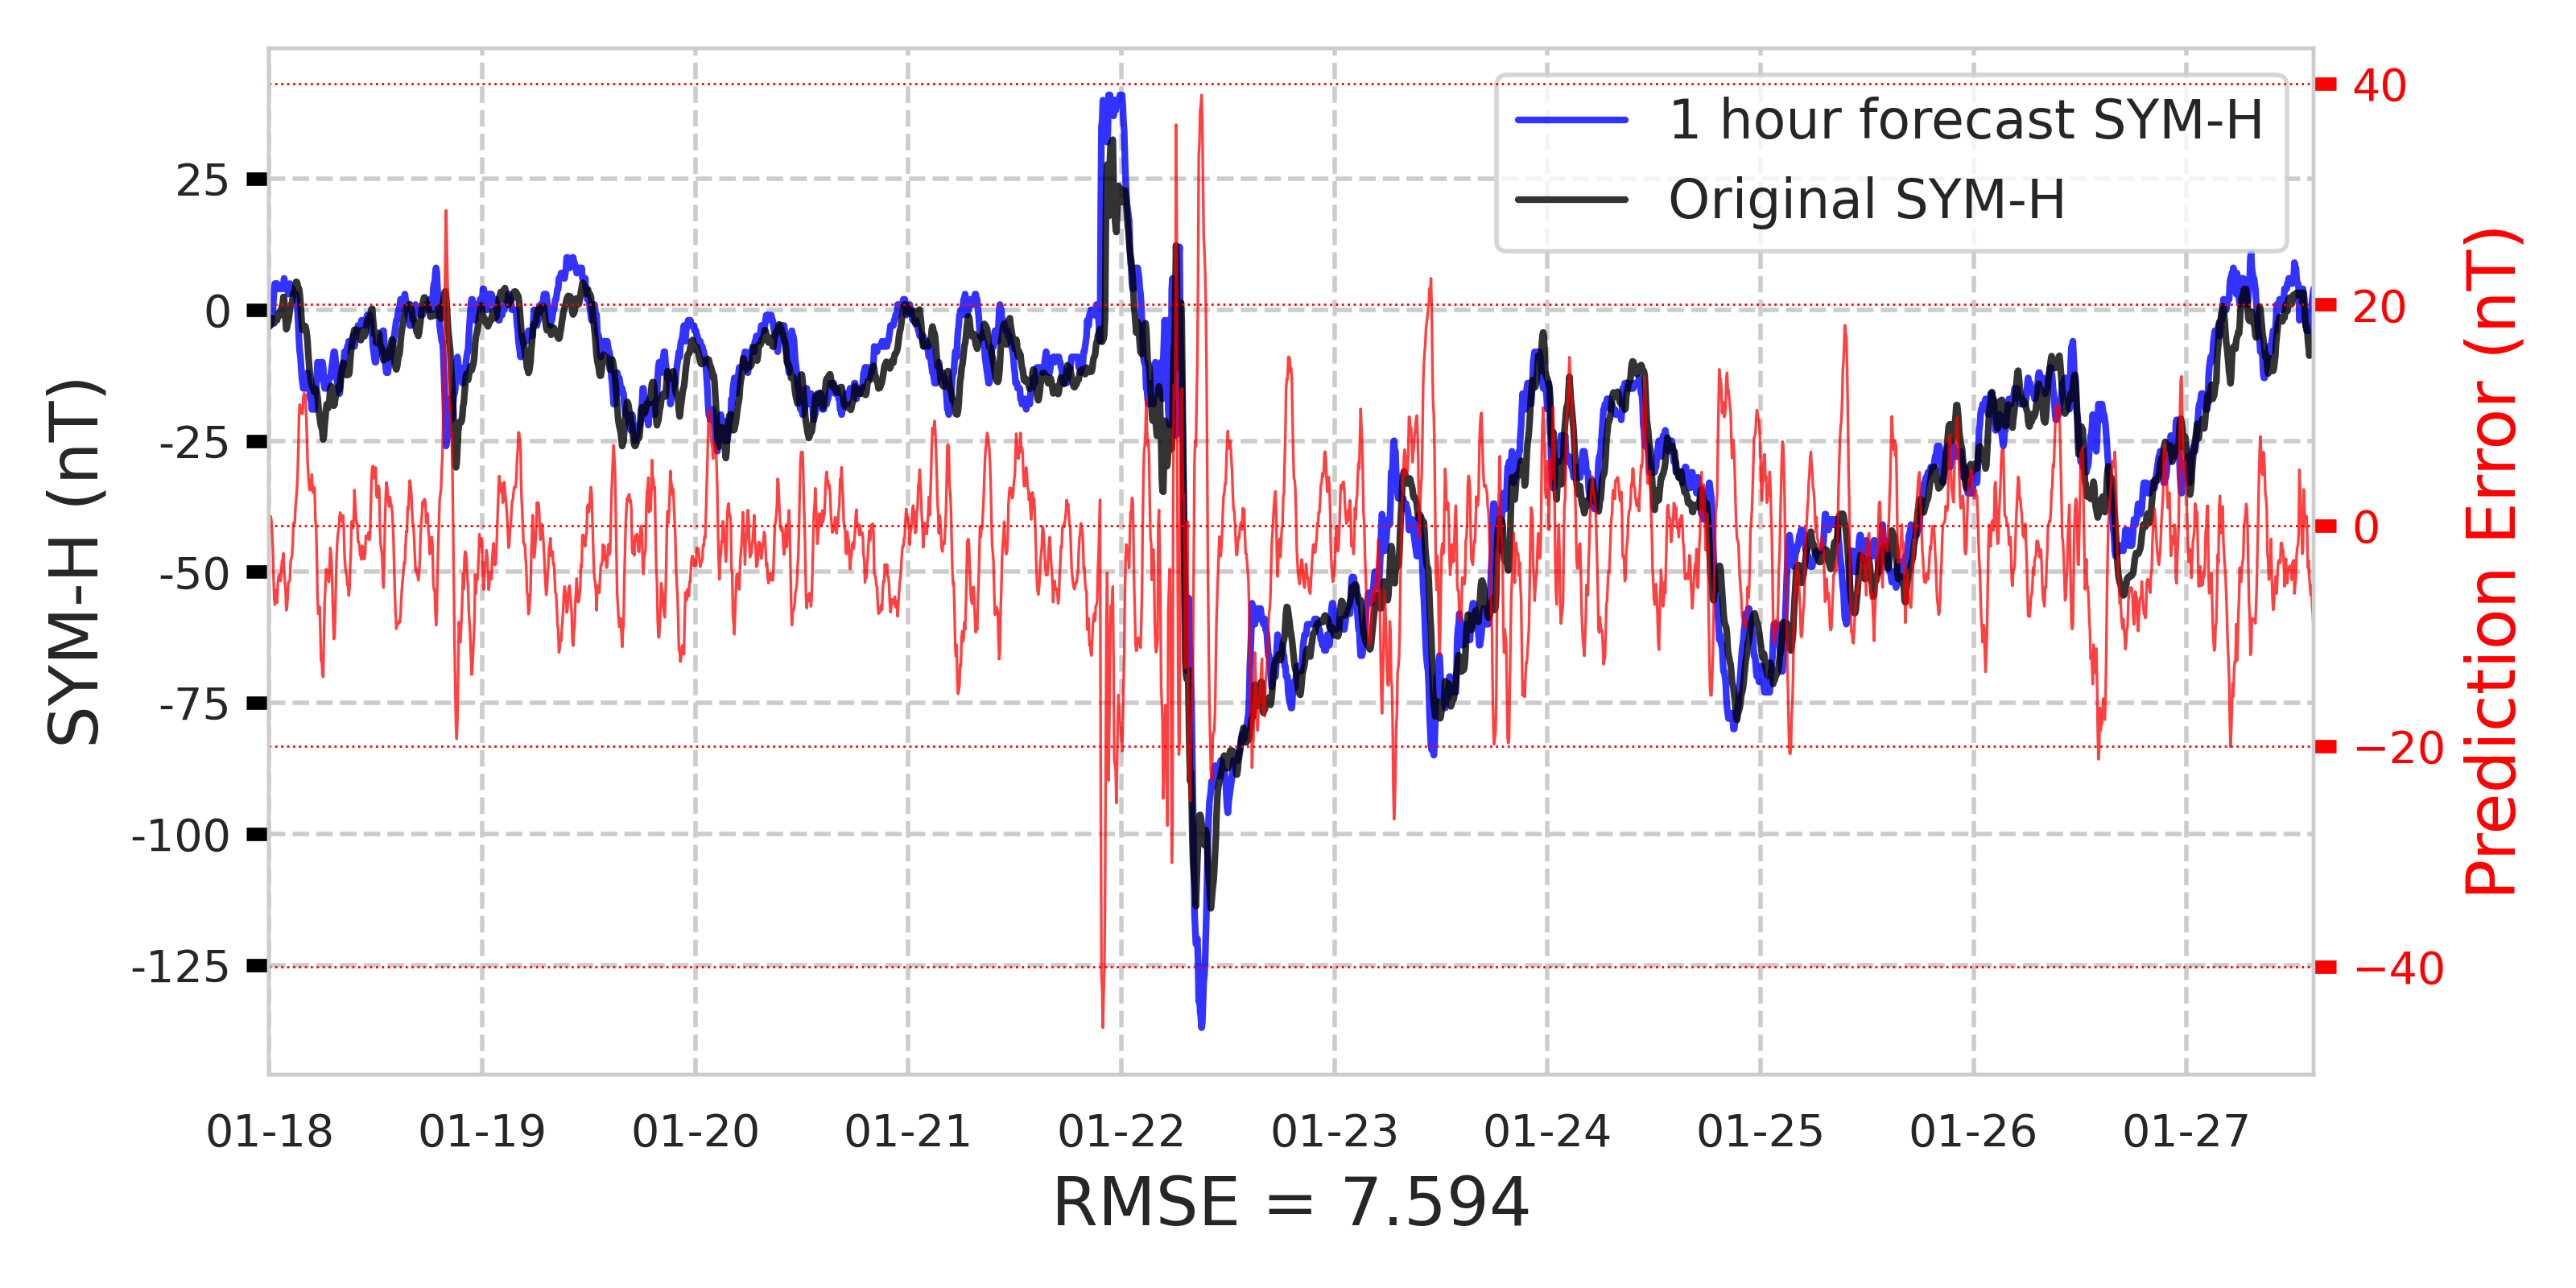 1 hour forecast SYM-H
Original SYM-H
SYM-H (nT)
25
0
-25
-50
-75
-100
-125
40
20
0
−20
−40
Prediction Error (nT)
01-18 01-19 01-20 01-21 01-22 01-23 01-24 01-25 01-26 01-27
RMSE = 7.594